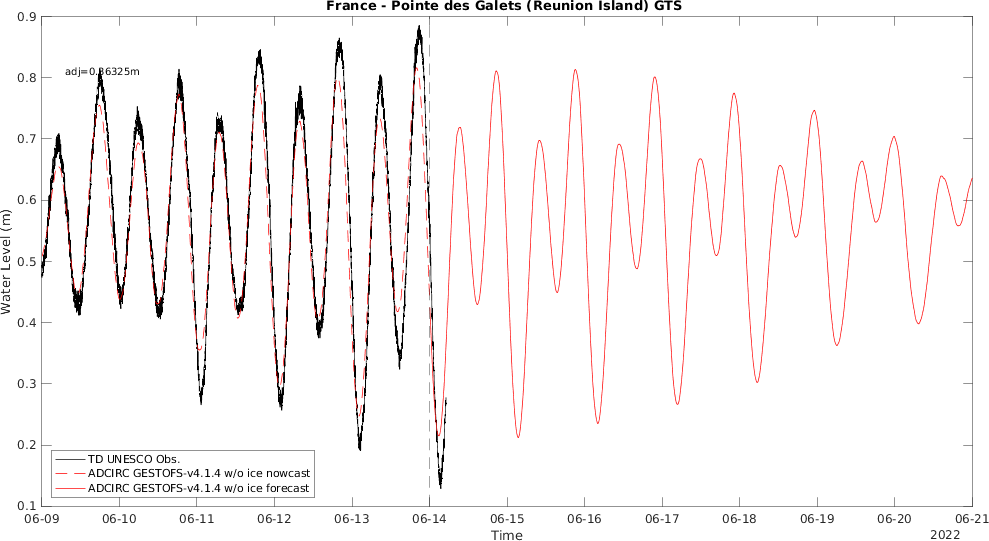 France - Pointe des Galets (Reunion Island) GTS
0.9
0.8
0.7
0.6
0.5
0.4
0.3
0.2
0.1
Water Level (m)
adj=0.36325m
TD UNESCO Obs.
ADCIRC GESTOFS-v4.1.4 w/o ice nowcast
ADCIRC GESTOFS-v4.1.4 w/o ice forecast
06-09 06-10 06-11 06-12 06-13 06-14 06-15 06-16 06-17 06-18 06-19 06-20 06-21
Time
2022